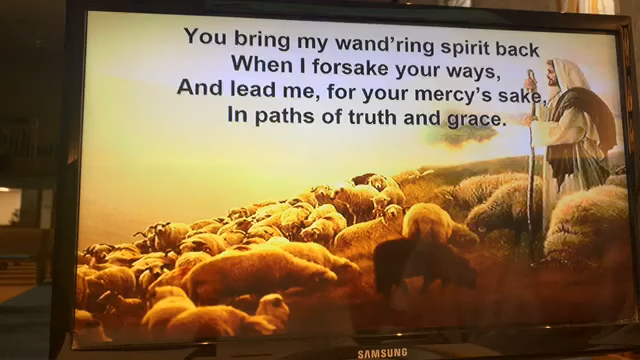 You bring my wand'ring spirit back
When I forsake your ways,
And lead me, for your mercy's sake,
In paths of truth and grace.
SAMSUNG